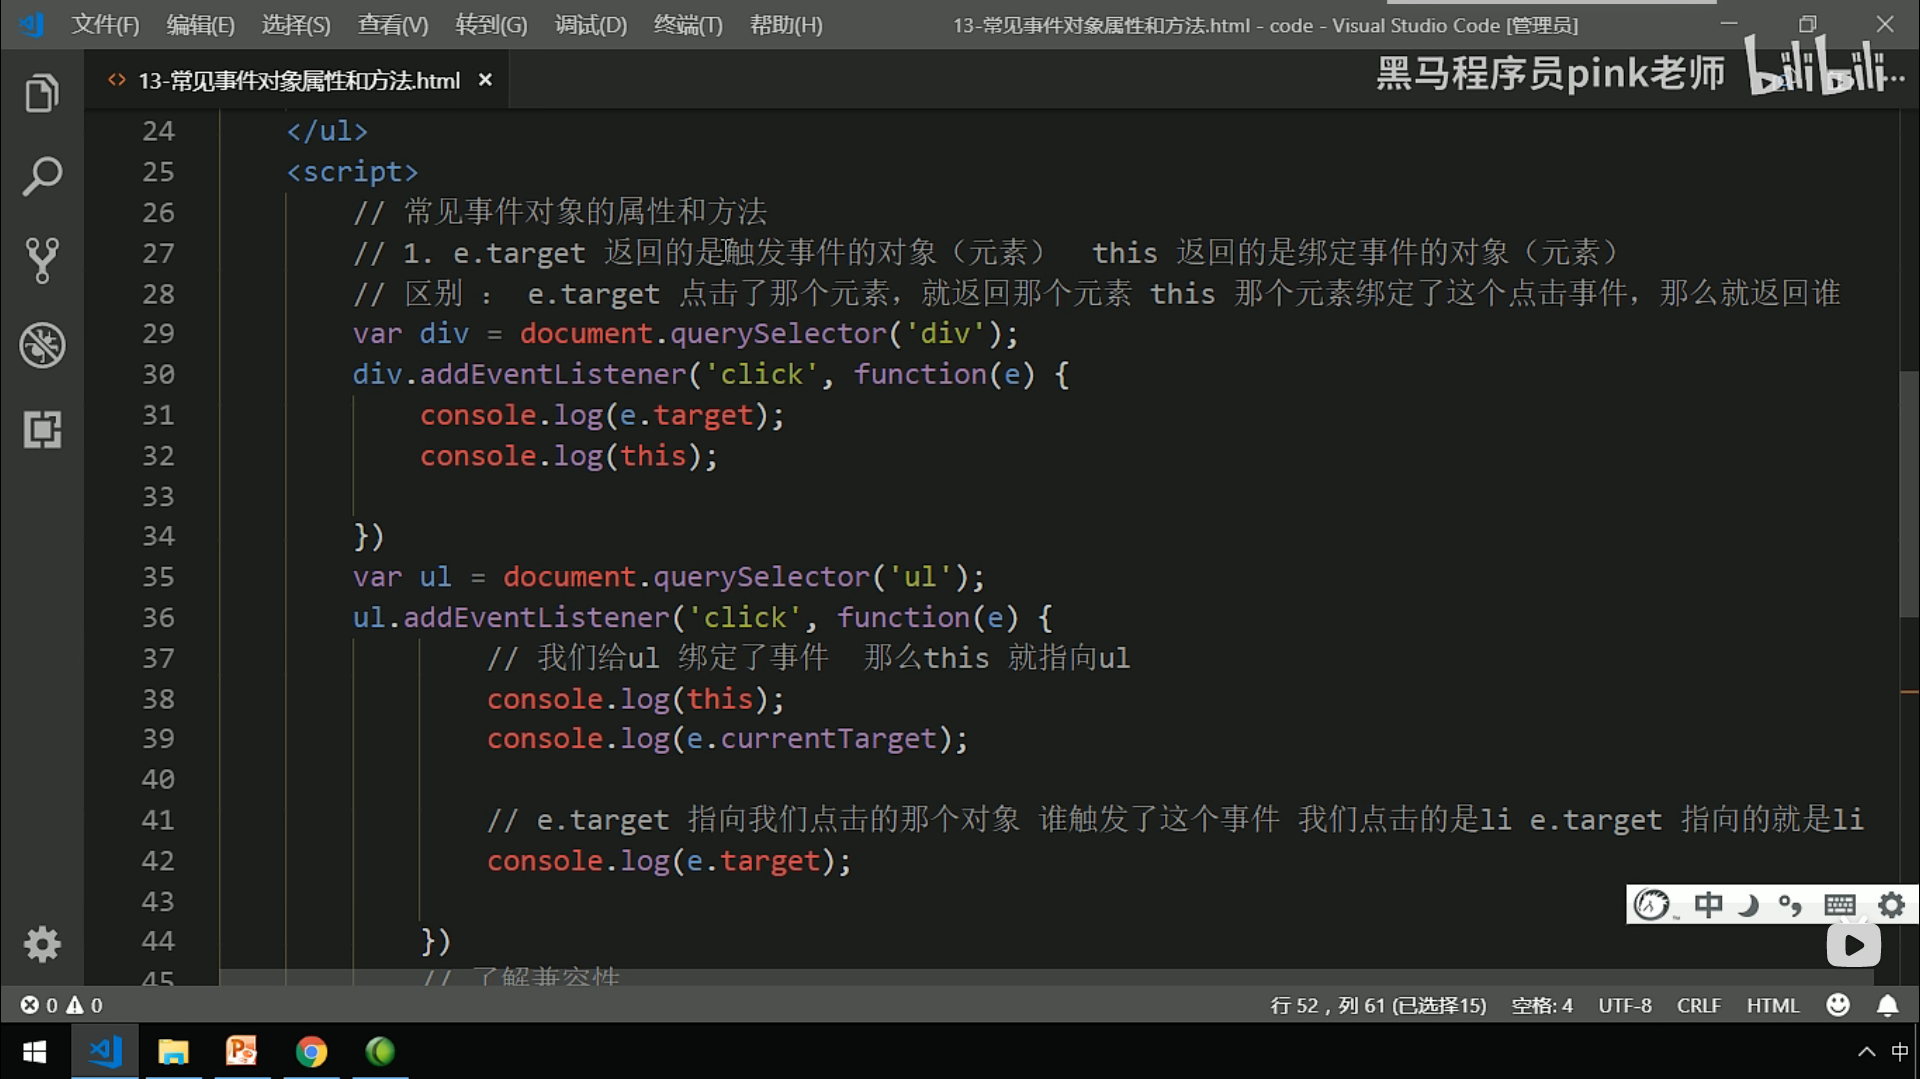 文件(F) 编辑(E) 选择(S) 查看(V) 转到(G) 调试(D) 终端(T) 帮助(H) 13-常见事件对象属性和方法.html - code - Visual Studio Code [管理员]
13-常见事件对象属性和方法.html ×
黑马程序员pink老师 bilibili
24 </ul>
25 <script>
26 // 常见事件对象的属性和方法
27 // 1. e.target 返回的是触发事件的对象（元素） this 返回的是绑定事件的对象（元素）
28 // 区别 ： e.target 点击了那个元素，就返回那个元素 this 那个元素绑定了这个点击事件，那么就返回谁
29 var div = document.querySelector('div');
30 div.addEventListener('click', function(e) {
31 console.log(e.target);
32 console.log(this);
33
34 })
35 var ul = document.querySelector('ul');
36 ul.addEventListener('click', function(e) {
37 // 我们给ul 绑定了事件 那么this 就指向ul
38 console.log(this);
39 console.log(e.currentTarget);
40
41 // e.target 指向我们点击的那个对象 谁触发了这个事件 我们点击的是li e.target 指向的就是li
42 console.log(e.target);
43
44 })
45 // 了解兼容性
中
0 0 行 52，列 61 (已选择15) 空格: 4 UTF-8 CRLF HTML
中